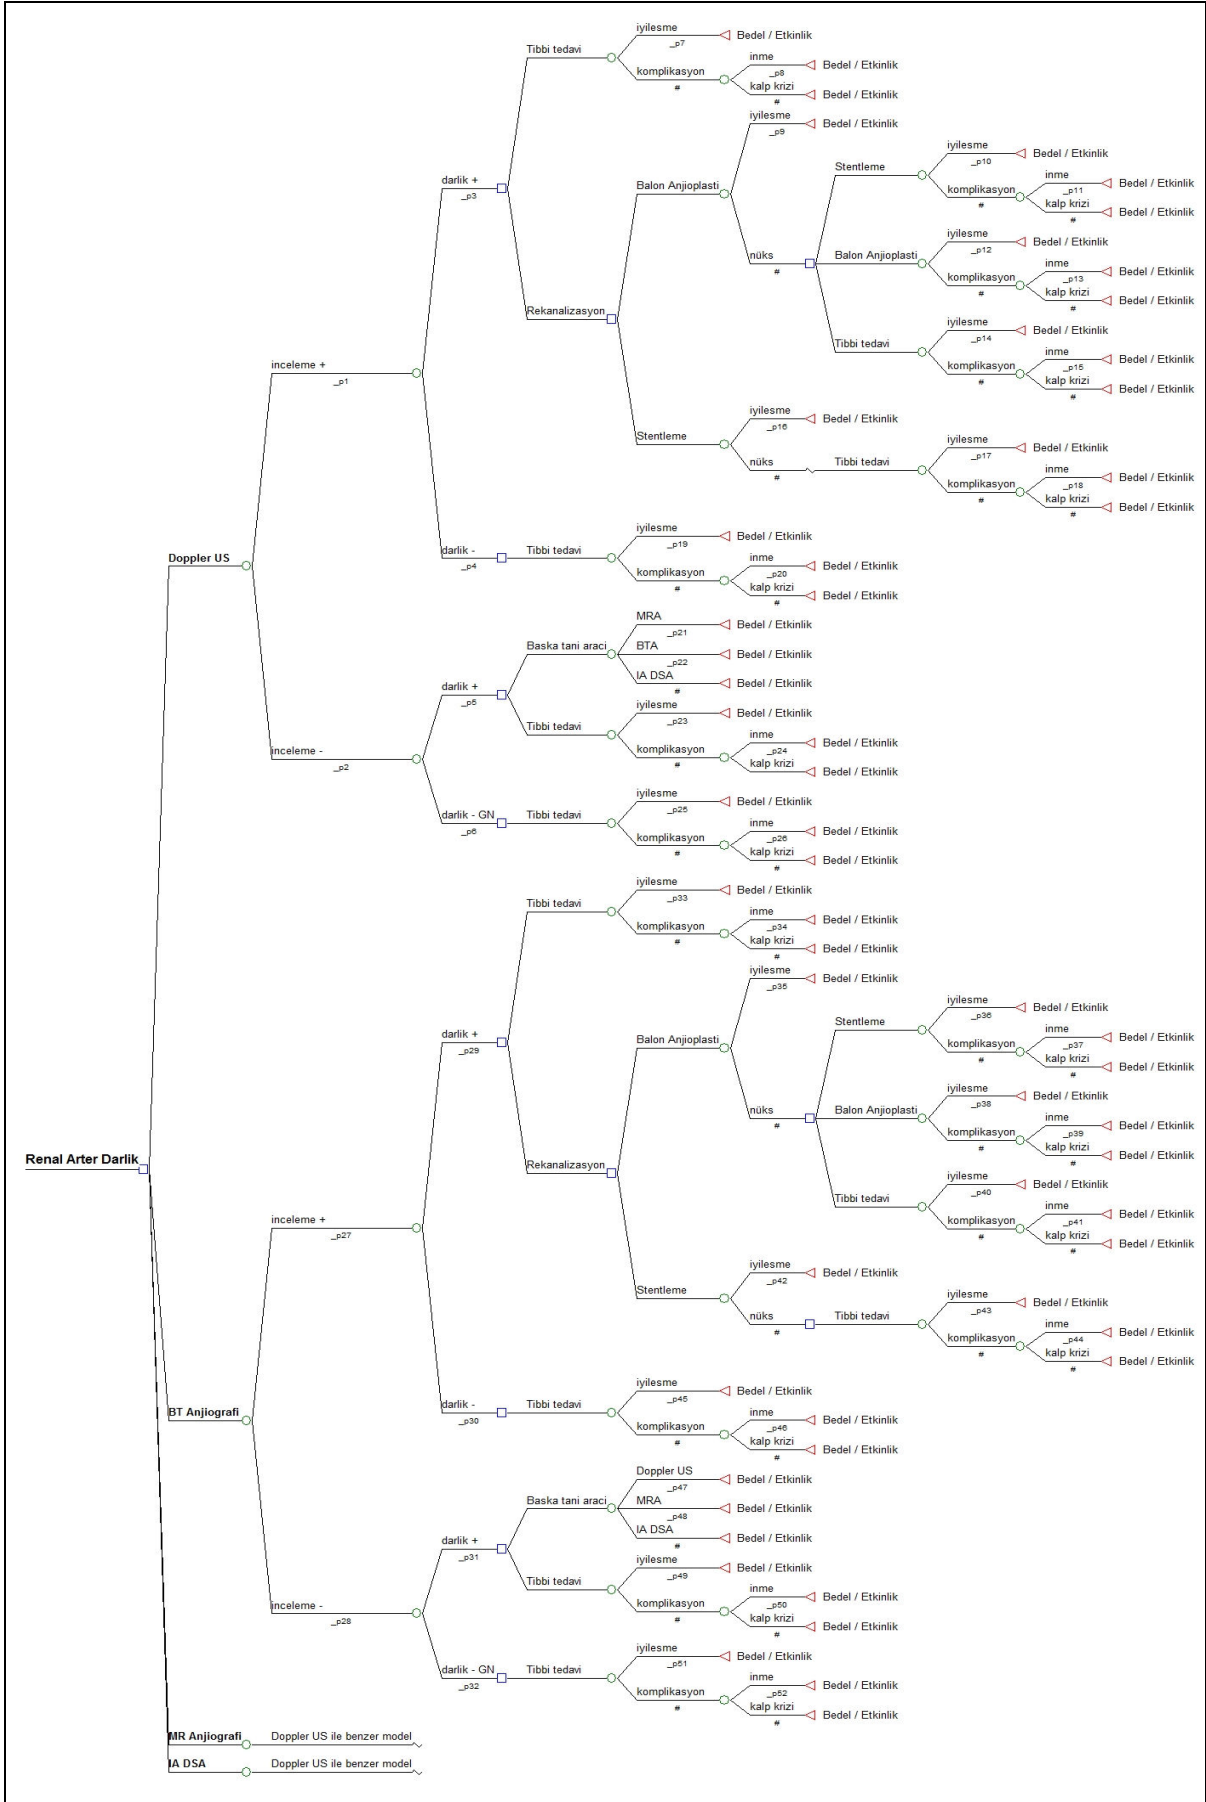 iyilesme
_p7
Bedel / Etkinlik
Tibbi tedavi
inme
_p8
Bedel / Etkinlik
komplikasyon
#
kalp krizi
#
Bedel / Etkinlik
iyilesme
_p9
Bedel / Etkinlik
darlik +
_p3
Balon Anjioplasti
Stentleme
iyilesme
_p10
Bedel / Etkinlik
komplikasyon
#
inme
_p11
Bedel / Etkinlik
kalp krizi
#
Bedel / Etkinlik
nüks
#
Balon Anjioplasti
iyilesme
_p12
Bedel / Etkinlik
komplikasyon
#
inme
_p13
Bedel / Etkinlik
kalp krizi
#
Bedel / Etkinlik
Rekanalizasyon
Tibbi tedavi
iyilesme
_p14
Bedel / Etkinlik
komplikasyon
#
inme
_p15
Bedel / Etkinlik
kalp krizi
#
Bedel / Etkinlik
inceleme +
_p1
Stentleme
iyilesme
_p16
Bedel / Etkinlik
nüks
#
Tibbi tedavi
iyilesme
_p17
Bedel / Etkinlik
komplikasyon
#
inme
_p18
Bedel / Etkinlik
kalp krizi
#
Bedel / Etkinlik
Doppler US
darlik -
_p4
Tibbi tedavi
iyilesme
_p19
Bedel / Etkinlik
komplikasyon
#
inme
_p20
Bedel / Etkinlik
kalp krizi
#
Bedel / Etkinlik
inceleme -
_p2
darlik +
_p5
Baska tani araci
MRA
_p21
Bedel / Etkinlik
BTA
_p22
Bedel / Etkinlik
IA DSA
#
Bedel / Etkinlik
Tibbi tedavi
iyilesme
_p23
Bedel / Etkinlik
komplikasyon
#
inme
_p24
Bedel / Etkinlik
kalp krizi
#
Bedel / Etkinlik
darlik - GN
_p6
Tibbi tedavi
iyilesme
_p25
Bedel / Etkinlik
komplikasyon
#
inme
_p26
Bedel / Etkinlik
kalp krizi
#
Bedel / Etkinlik
Renal Arter Darlik
BT Anjiografi
inceleme +
_p27
darlik +
_p29
Tibbi tedavi
iyilesme
_p33
Bedel / Etkinlik
komplikasyon
#
inme
_p34
Bedel / Etkinlik
kalp krizi
#
Bedel / Etkinlik
Rekanalizasyon
Balon Anjioplasti
iyilesme
_p35
Bedel / Etkinlik
nüks
#
Stentleme
iyilesme
_p36
Bedel / Etkinlik
komplikasyon
#
inme
_p37
Bedel / Etkinlik
kalp krizi
#
Bedel / Etkinlik
Balon Anjioplasti
iyilesme
_p38
Bedel / Etkinlik
komplikasyon
#
inme
_p39
Bedel / Etkinlik
kalp krizi
#
Bedel / Etkinlik
Tibbi tedavi
iyilesme
_p40
Bedel / Etkinlik
komplikasyon
#
inme
_p41
Bedel / Etkinlik
kalp krizi
#
Bedel / Etkinlik
Stentleme
iyilesme
_p42
Bedel / Etkinlik
nüks
#
Tibbi tedavi
iyilesme
_p43
Bedel / Etkinlik
komplikasyon
#
inme
_p44
Bedel / Etkinlik
kalp krizi
#
Bedel / Etkinlik
darlik -
_p30
Tibbi tedavi
iyilesme
_p45
Bedel / Etkinlik
komplikasyon
#
inme
_p46
Bedel / Etkinlik
kalp krizi
#
Bedel / Etkinlik
inceleme -
_p28
darlik +
_p31
Baska tani araci
Doppler US
_p47
Bedel / Etkinlik
MRA
_p48
Bedel / Etkinlik
IA DSA
#
Bedel / Etkinlik
Tibbi tedavi
iyilesme
_p49
Bedel / Etkinlik
komplikasyon
#
inme
_p50
Bedel / Etkinlik
kalp krizi
#
Bedel / Etkinlik
darlik - GN
_p32
Tibbi tedavi
iyilesme
_p51
Bedel / Etkinlik
komplikasyon
#
inme
_p52
Bedel / Etkinlik
kalp krizi
#
Bedel / Etkinlik
MR Anjiografi
Doppler US ile benzer model
IA DSA
Doppler US ile benzer model